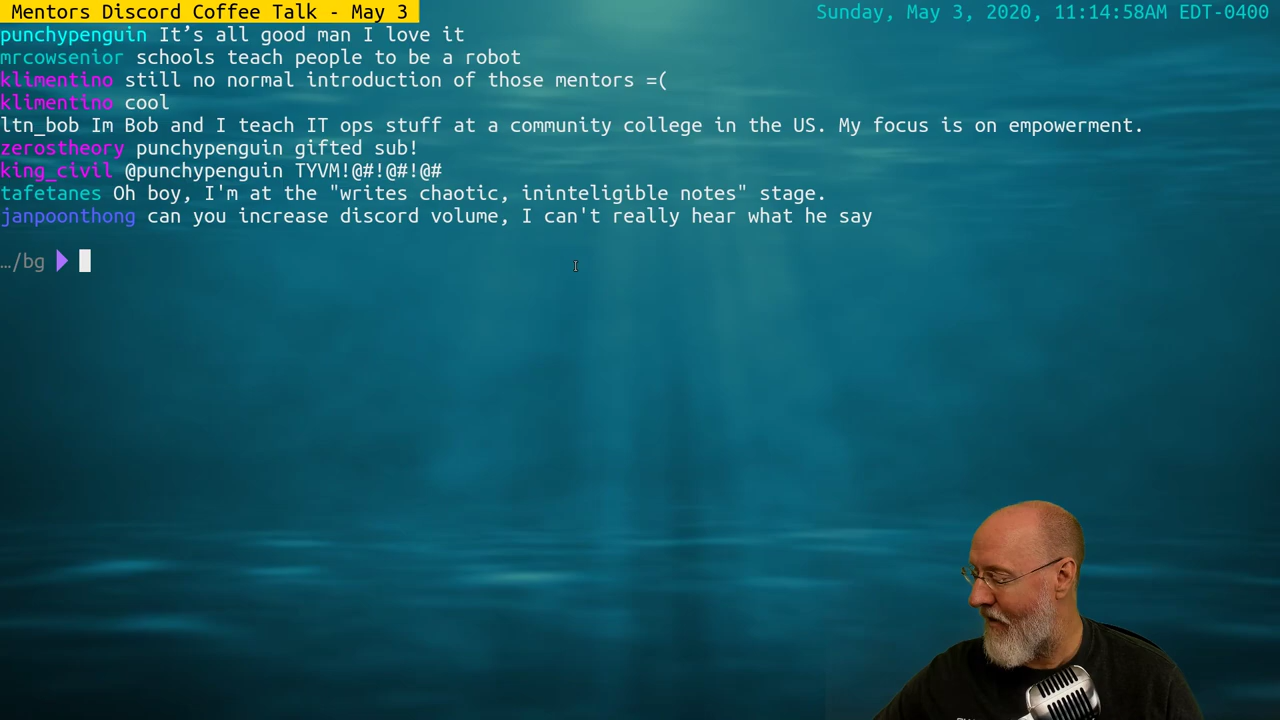 Mentors Discord Coffee Talk - May 3
Sunday, May 3, 2020, 11:14:58AM EDT-0400
punchypenguin It’s all good man I love it
mrcowsenior schools teach people to be a robot
klimentino still no normal introduction of those mentors =(
klimentino cool
ltn_bob Im Bob and I teach IT ops stuff at a community college in the US. My focus is on empowerment.
zerostheory punchypenguin gifted sub!
king_civil @punchypenguin TYVM!@#!@#!@#
tafetanes Oh boy, I'm at the "writes chaotic, ininteligible notes" stage.
janpoonthong can you increase discord volume, I can't really hear what he say
…/bg